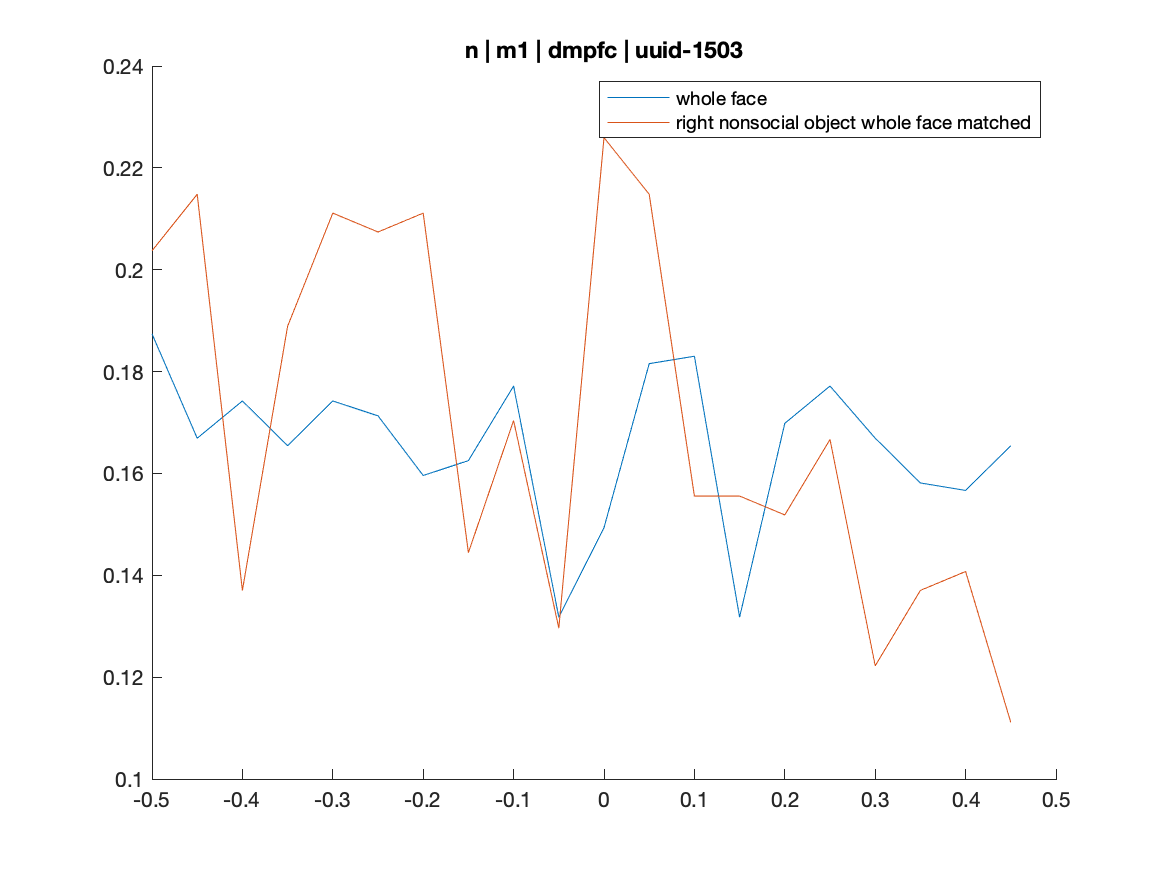 n | m1 | dmpfc | uuid-1503
0.24
whole face
right nonsocial object whole face matched
0.22
0.2
0.18
0.16
0.14
0.12
0.1
-0.5 -0.4 -0.3 -0.2 -0.1 0 0.1 0.2 0.3 0.4 0.5